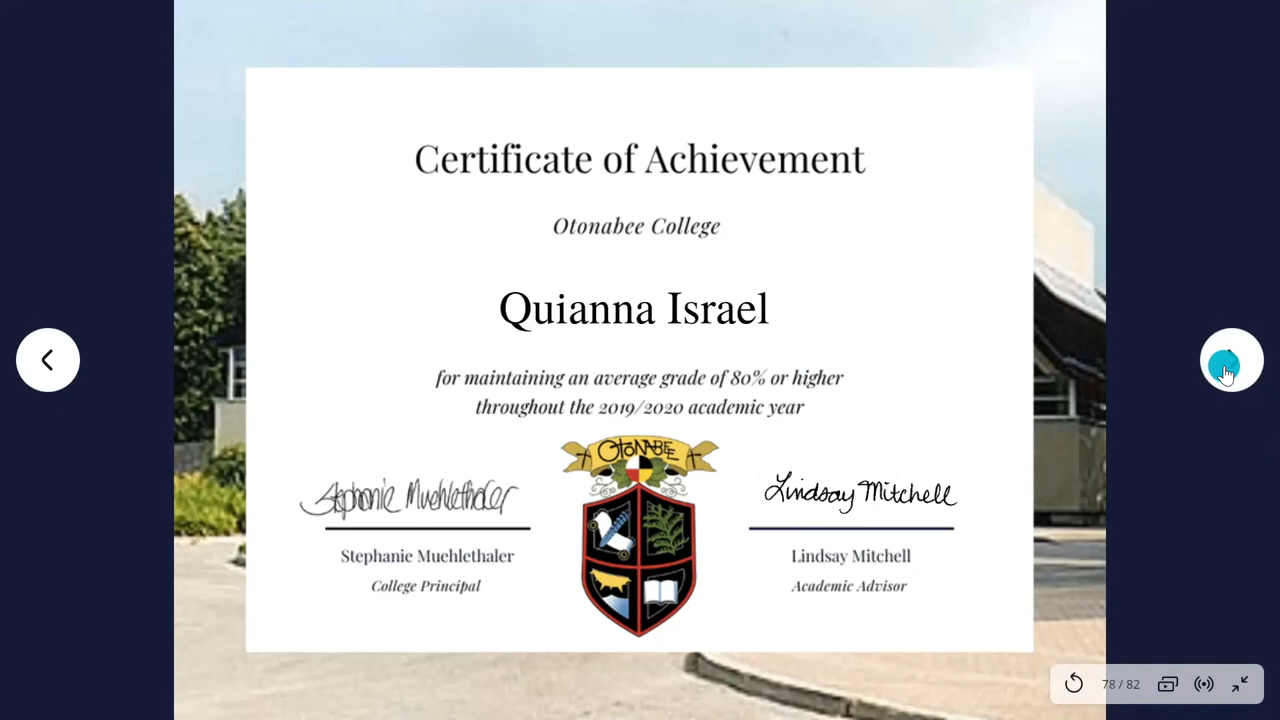 Certificate of Achievement
Otonabee College
Quianna Israel
for maintaining an average grade of 80% or higher
throughout the 2019/2020 academic year
OtoNABEE
Stephanie Muehlethaler
Lindsay Mitchell
Stephanie Muehlethaler
Lindsay Mitchell
College Principal
Academic Advisor
78 / 82